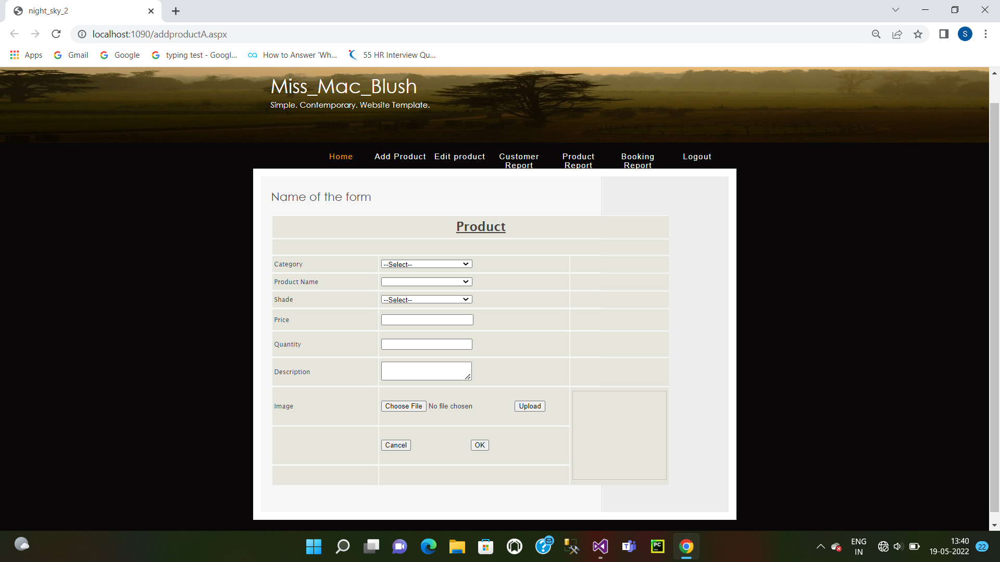 night_sky_2
localhost:1090/addproductA.aspx
S
Apps
Gmail
Google
typing test - Googl...
How to Answer 'Wh...
55 HR Interview Qu...
Miss_Mac_Blush
Simple. Contemporary. Website Template.
Home
Add Product
Edit product
Customer
Report
Product
Report
Booking
Report
Logout
Name of the form
Product
Category
--Select--
Product Name
Shade
--Select--
Price
Quantity
Description
Image
Choose File No file chosen
Upload
Cancel
OK
PC
ENG
IN
13:40
19-05-2022
22